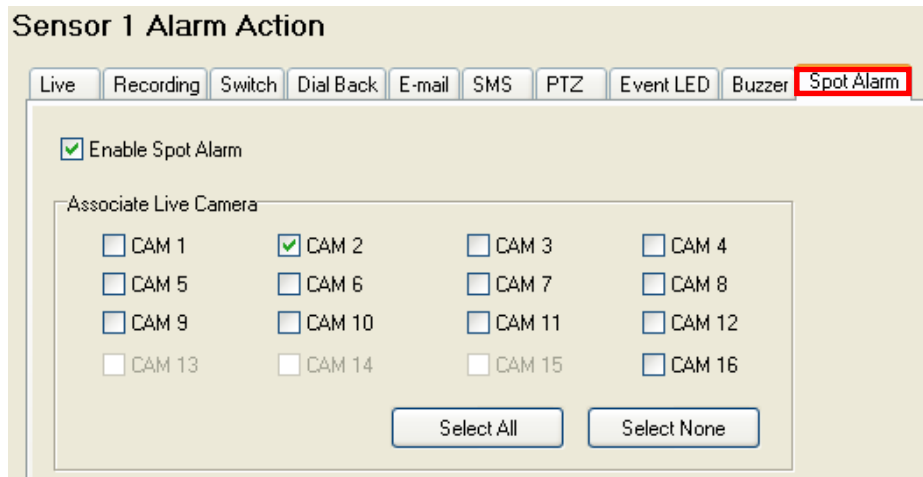 Sensor 1 Alarm Action
Live Recording Switch Dial Back E-mail SMS PTZ Event LED Buzzer Spot Alarm
Enable Spot Alarm
Associate Live Camera
CAM 1 CAM 2 CAM 3 CAM 4
CAM 5 CAM 6 CAM 7 CAM 8
CAM 9 CAM 10 CAM 11 CAM 12
CAM 13 CAM 14 CAM 15 CAM 16
Select All Select None